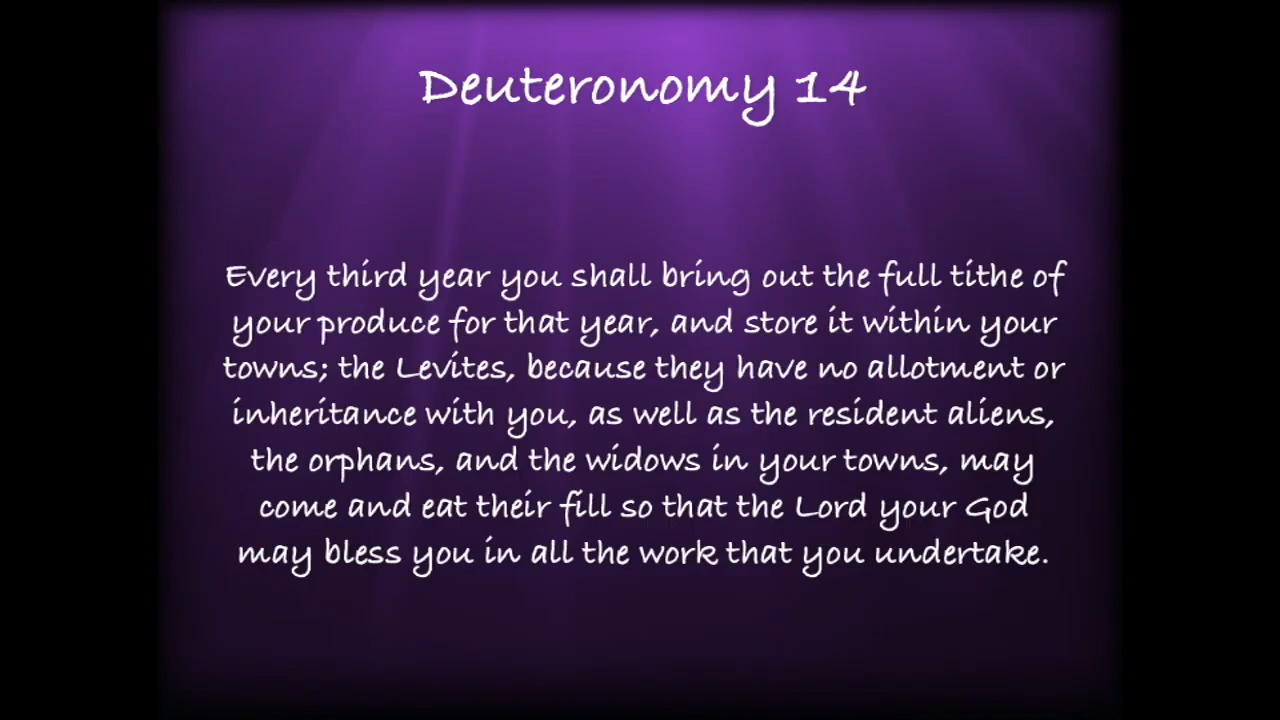 Deuteronomy 14
Every third year you shall bring out the full tithe of
your produce for that year, and store it within your
towns; the Levites, because they have no allotment or
inheritance with you, as well as the resident aliens,
the orphans, and the widows in your towns, may
come and eat their fill so that the Lord your God
may bless you in all the work that you undertake.